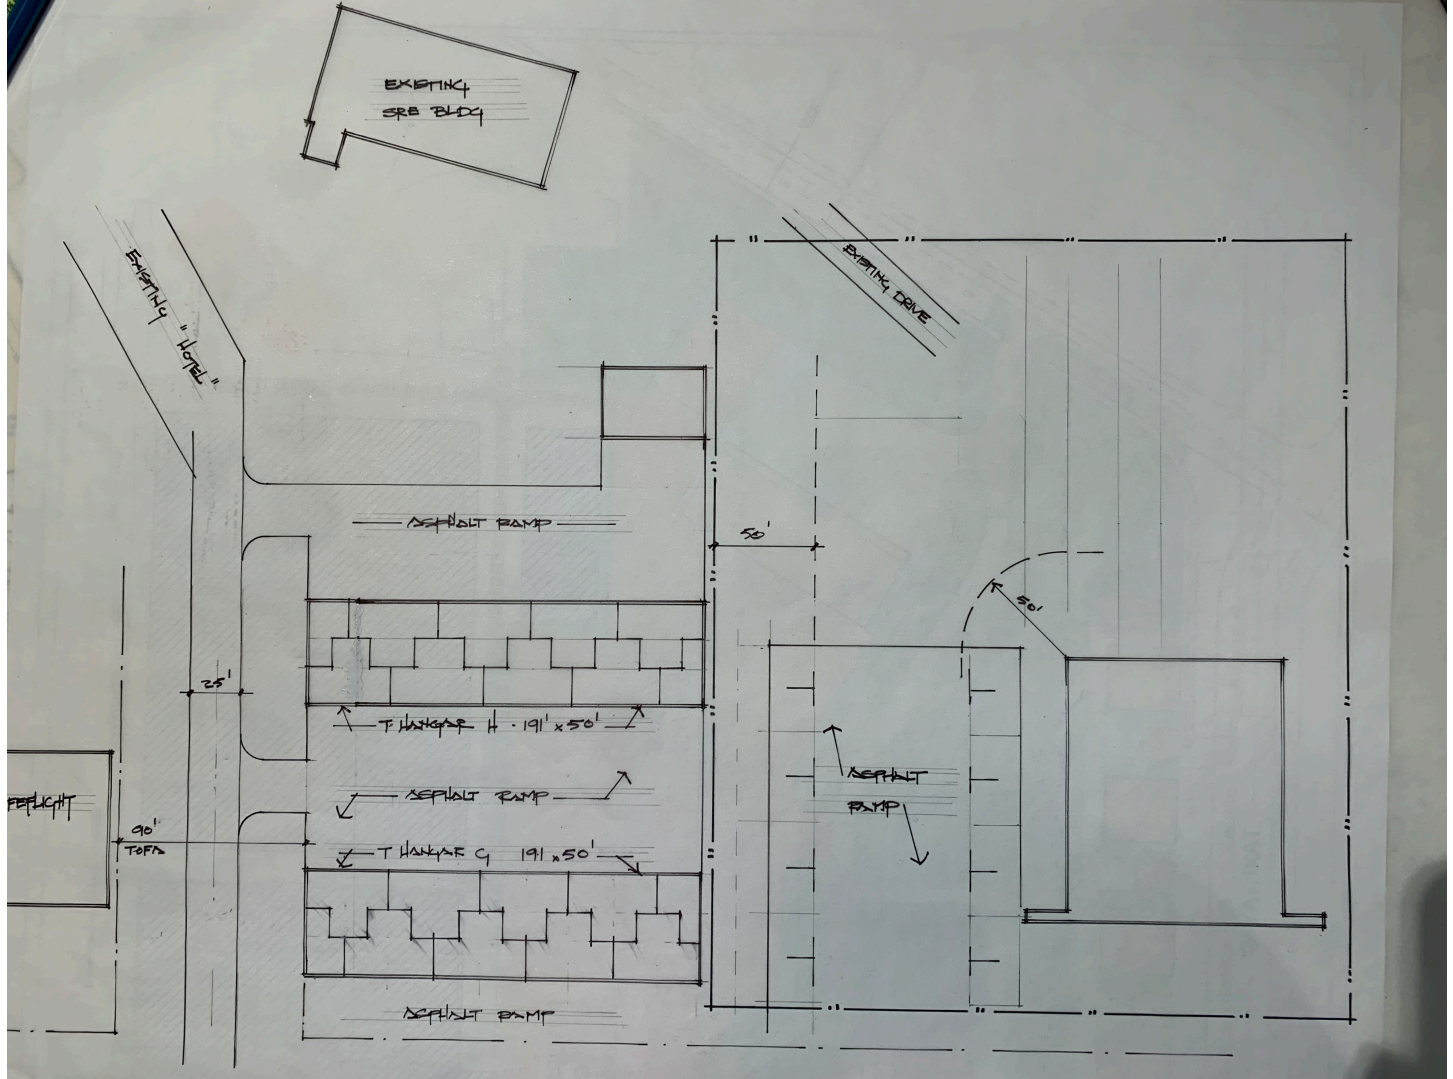 EXISTING
SRE BLDG
EXISTING "HOTEL"
EXISTING DRIVE
ASPHALT RAMP
50'
50'
25'
T-HANGAR H - 191' x 50'
ASPHALT RAMP
ASPHALT
RAMP
FEFLIGHT
90'
TOFA
T HANGAR G 191 x 50'
ASPHALT RAMP